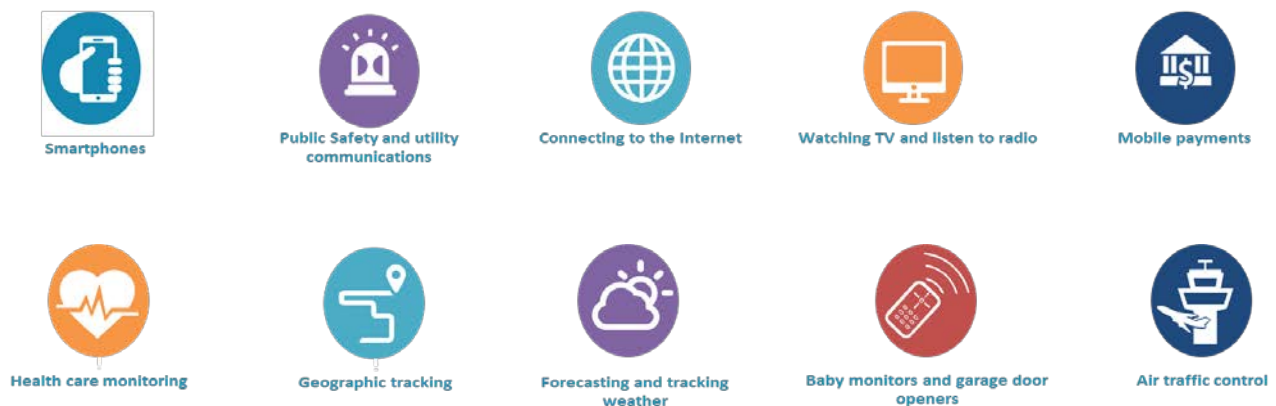 Smartphones
Public Safety and utility
communications
Connecting to the Internet
Watching TV and listen to radio
Mobile payments
Health care monitoring
Geographic tracking
Forecasting and tracking
weather
Baby monitors and garage door
openers
Air traffic control